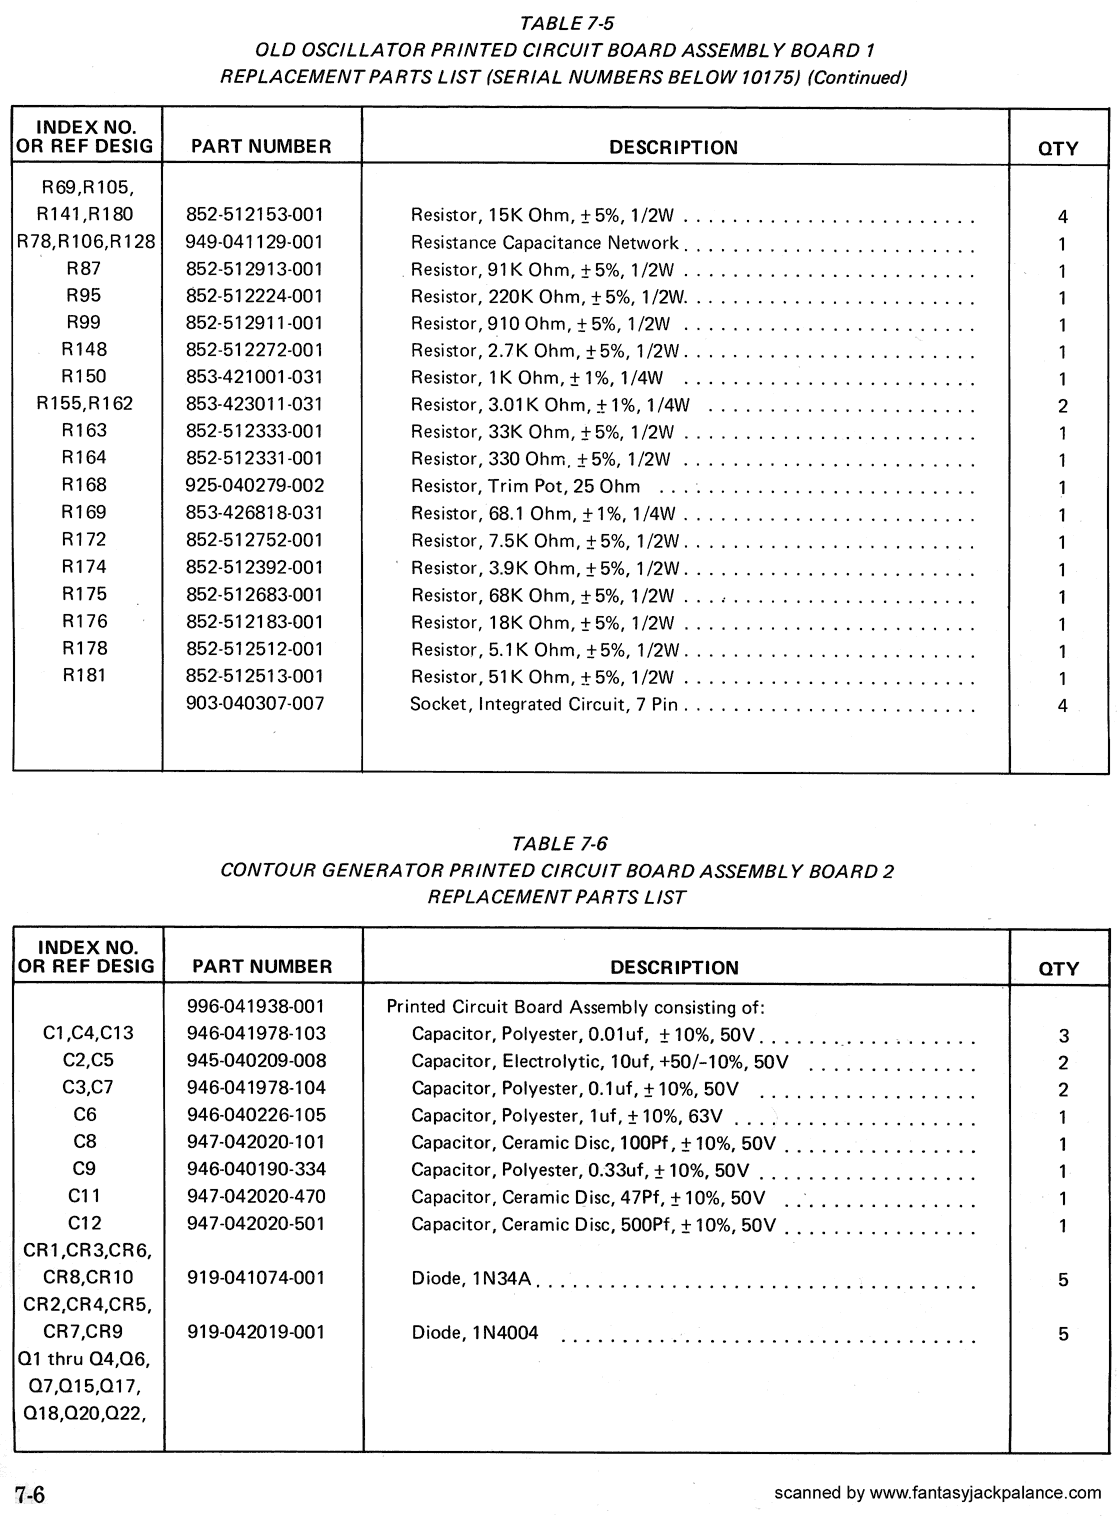 TABLE 7-5
OLD OSCILLATOR PRINTED CIRCUIT BOARD ASSEMBLY BOARD 1
REPLACEMENT PARTS LIST (SERIAL NUMBERS BELOW 10175) (Continued)
INDEX NO. OR REF DESIG PART NUMBER DESCRIPTION QTY
R69,R105,
R141,R180 852-512153-001 Resistor, 15K Ohm, ±5%, 1/2W . . . . . . . . . . . . . . . . . . . . . . . . 4
R78,R106,R128 949-041129-001 Resistance Capacitance Network . . . . . . . . . . . . . . . . . . . . . . . . 1
R87 852-512913-001 Resistor, 91K Ohm, ±5%, 1/2W . . . . . . . . . . . . . . . . . . . . . . . . 1
R95 852-512224-001 Resistor, 220K Ohm, ±5%, 1/2W. . . . . . . . . . . . . . . . . . . . . . . . 1
R99 852-512911-001 Resistor, 910 Ohm, ±5%, 1/2W . . . . . . . . . . . . . . . . . . . . . . . . 1
R148 852-512272-001 Resistor, 2.7K Ohm, ±5%, 1/2W . . . . . . . . . . . . . . . . . . . . . . . . 1
R150 853-421001-031 Resistor, 1K Ohm, ±1%, 1/4W . . . . . . . . . . . . . . . . . . . . . . . . 1
R155,R162 853-423011-031 Resistor, 3.01K Ohm, ±1%, 1/4W . . . . . . . . . . . . . . . . . . . . . . 2
R163 852-512333-001 Resistor, 33K Ohm, ±5%, 1/2W . . . . . . . . . . . . . . . . . . . . . . . . 1
R164 852-512331-001 Resistor, 330 Ohm, ±5%, 1/2W . . . . . . . . . . . . . . . . . . . . . . . . 1
R168 925-040279-002 Resistor, Trim Pot, 25 Ohm . . . . . . . . . . . . . . . . . . . . . . . . . . 1
R169 853-426818-031 Resistor, 68.1 Ohm, ±1%, 1/4W . . . . . . . . . . . . . . . . . . . . . . . . 1
R172 852-512752-001 Resistor, 7.5K Ohm, ±5%, 1/2W . . . . . . . . . . . . . . . . . . . . . . . . 1
R174 852-512392-001 Resistor, 3.9K Ohm, ±5%, 1/2W . . . . . . . . . . . . . . . . . . . . . . . . 1
R175 852-512683-001 Resistor, 68K Ohm, ±5%, 1/2W . . . . . . . . . . . . . . . . . . . . . . . . 1
R176 852-512183-001 Resistor, 18K Ohm, ±5%, 1/2W . . . . . . . . . . . . . . . . . . . . . . . . 1
R178 852-512512-001 Resistor, 5.1K Ohm, ±5%, 1/2W . . . . . . . . . . . . . . . . . . . . . . . . 1
R181 852-512513-001 Resistor, 51K Ohm, ±5%, 1/2W . . . . . . . . . . . . . . . . . . . . . . . . 1
903-040307-007 Socket, Integrated Circuit, 7 Pin . . . . . . . . . . . . . . . . . . . . . . . . 4
TABLE 7-6
CONTOUR GENERATOR PRINTED CIRCUIT BOARD ASSEMBLY BOARD 2
REPLACEMENT PARTS LIST
INDEX NO. OR REF DESIG PART NUMBER DESCRIPTION QTY
996-041938-001 Printed Circuit Board Assembly consisting of:
C1,C4,C13 946-041978-103 Capacitor, Polyester, 0.01uf, ±10%, 50V . . . . . . . . . . . . . . . . . . 3
C2,C5 945-040209-008 Capacitor, Electrolytic, 10uf, +50/-10%, 50V . . . . . . . . . . . . . . 2
C3,C7 946-041978-104 Capacitor, Polyester, 0.1uf, ±10%, 50V . . . . . . . . . . . . . . . . . . 2
C6 946-040226-105 Capacitor, Polyester, 1uf, ±10%, 63V . . . . . . . . . . . . . . . . . . . . 1
C8 947-042020-101 Capacitor, Ceramic Disc, 100Pf, ±10%, 50V . . . . . . . . . . . . . . . . 1
C9 946-040190-334 Capacitor, Polyester, 0.33uf, ±10%, 50V . . . . . . . . . . . . . . . . . . 1
C11 947-042020-470 Capacitor, Ceramic Disc, 47Pf, ±10%, 50V . . . . . . . . . . . . . . . . 1
C12 947-042020-501 Capacitor, Ceramic Disc, 500Pf, ±10%, 50V . . . . . . . . . . . . . . . . 1
CR1,CR3,CR6,
CR8,CR10 919-041074-001 Diode, 1N34A . . . . . . . . . . . . . . . . . . . . . . . . . . . . . . . . . . . . 5
CR2,CR4,CR5,
CR7,CR9 919-042019-001 Diode, 1N4004 . . . . . . . . . . . . . . . . . . . . . . . . . . . . . . . . . . 5
Q1 thru Q4,Q6,
Q7,Q15,Q17,
Q18,Q20,Q22,
7-6
scanned by www.fantasyjackpalance.com